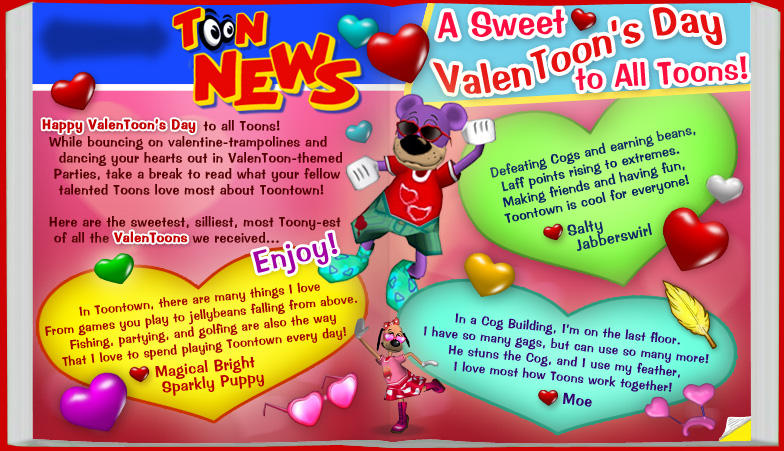 TOON
NEWS
A Sweet
ValenToon's Day
to All Toons!
Happy ValenToon's Day to all Toons!
While bouncing on valentine-trampolines and
dancing your hearts out in ValenToon-themed
Parties, take a break to read what your fellow
talented Toons love most about Toontown!
Here are the sweetest, silliest, most Toony-est
of all the ValenToons we received...
Enjoy!
In Toontown, there are many things I love
From games you play to jellybeans falling from above.
Fishing, partying, and golfing are also the way
That I love to spend playing Toontown every day!
Magical Bright
Sparkly Puppy
Defeating Cogs and earning beans,
Laff points rising to extremes.
Making friends and having fun,
Toontown is cool for everyone!
Salty
Jabberswirl
In a Cog Building, I'm on the last floor.
I have so many gags, but can use so many more!
He stuns the Cog, and I use my feather,
I love most how Toons work together!
Moe